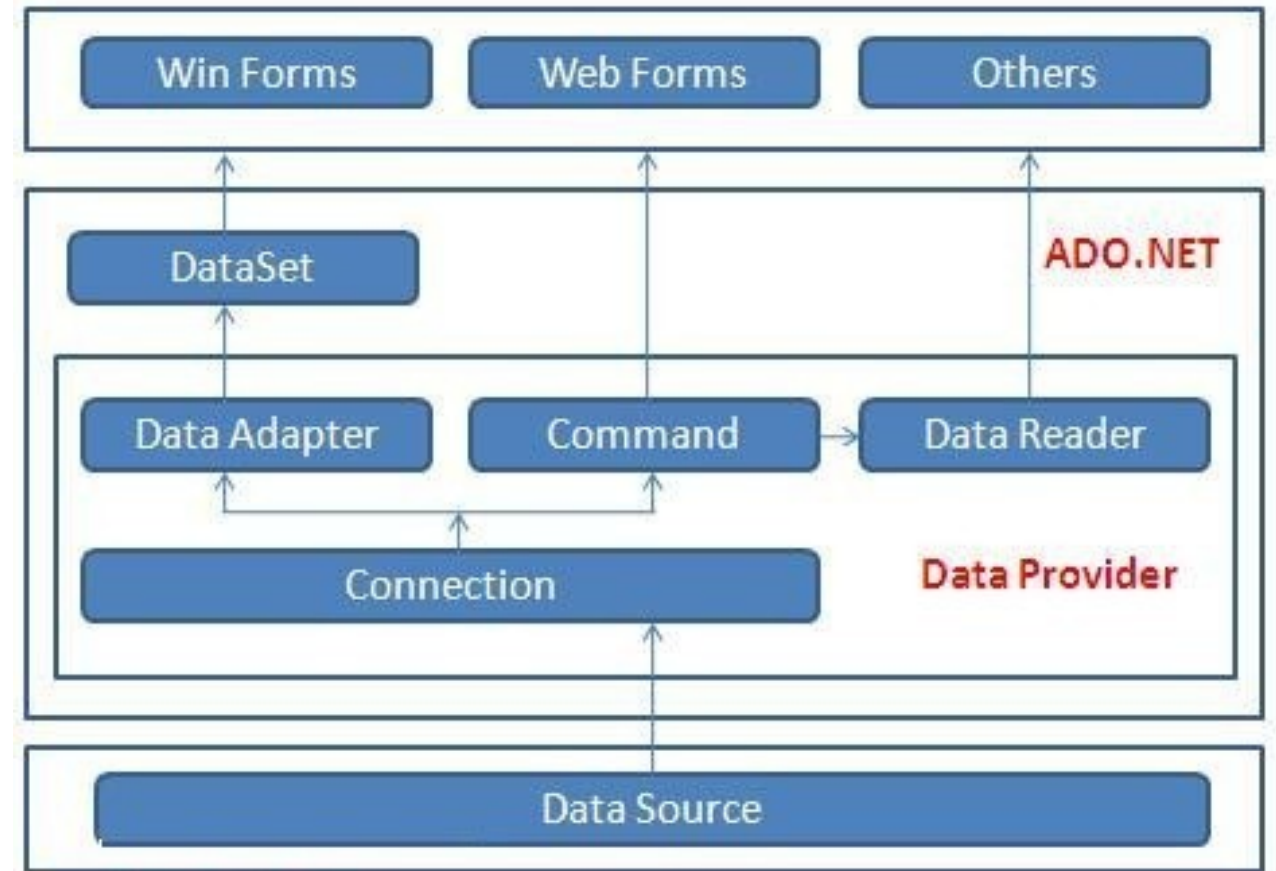 Win Forms
Web Forms
Others
DataSet
ADO.NET
Data Adapter
Command
Data Reader
Connection
Data Provider
Data Source